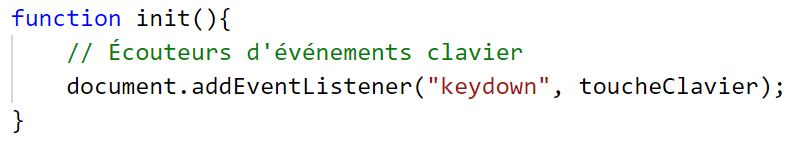 function init(){
    // Écouteurs d'événements clavier
    document.addEventListener("keydown", toucheClavier);
}